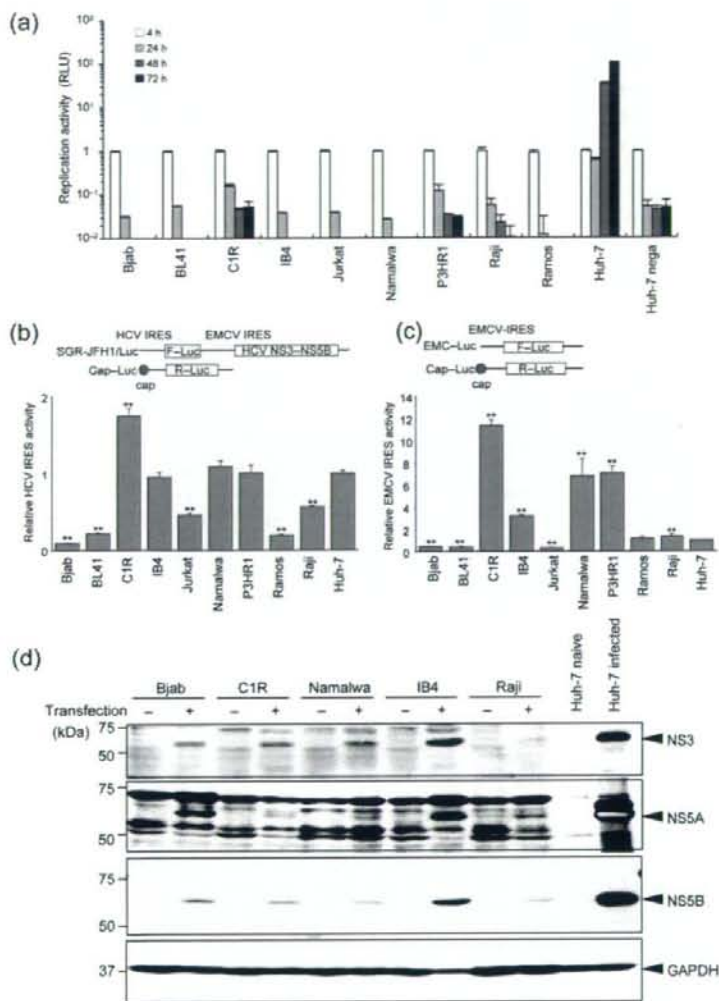 (a)
Replication activity (RLU)
10³
10²
10¹
1
10⁻¹
10⁻²
4 h
24 h
48 h
72 h
Bjab
BL41
C1R
IB4
Jurkat
Namalwa
P3HR1
Raji
Ramos
Huh-7
Huh-7 nega
(b)
HCV IRES EMCV IRES
SGR-JFH1/Luc F-Luc HCV NS3-NS5B
Cap-Luc R-Luc
cap
Relative HCV IRES activity
2
1
0
**
**
**
**
**
**
Bjab
BL41
C1R
IB4
Jurkat
Namalwa
P3HR1
Ramos
Raji
Huh-7
(c)
EMCV-IRES
EMC-Luc F-Luc
Cap-Luc R-Luc
cap
Relative EMCV IRES activity
14
12
10
8
6
4
2
0
**
**
**
**
**
**
**
**
Bjab
BL41
C1R
IB4
Jurkat
Namalwa
P3HR1
Ramos
Raji
Huh-7
(d)
Bjab C1R Namalwa IB4 Raji Huh-7 naive Huh-7 infected
Transfection − + − + − + − + − +
(kDa)
75
50
NS3
75
50
NS5A
75
50
NS5B
37
GAPDH